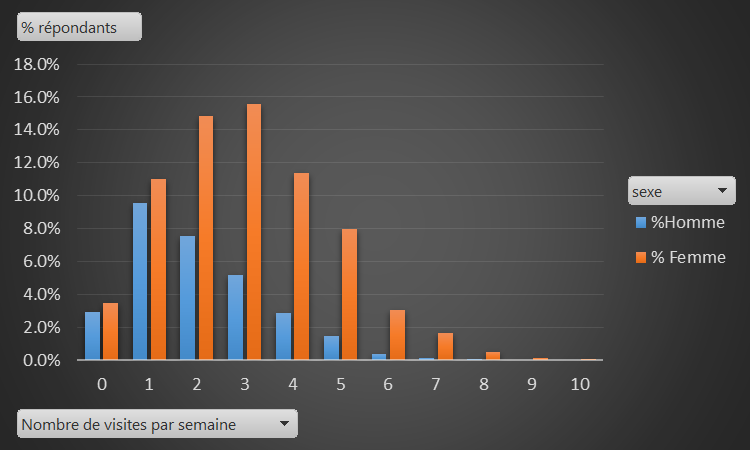 % répondants
18.0%
16.0%
14.0%
12.0%
10.0%
8.0%
6.0%
4.0%
2.0%
0.0%
0 1 2 3 4 5 6 7 8 9 10
sexe
%Homme
% Femme
Nombre de visites par semaine